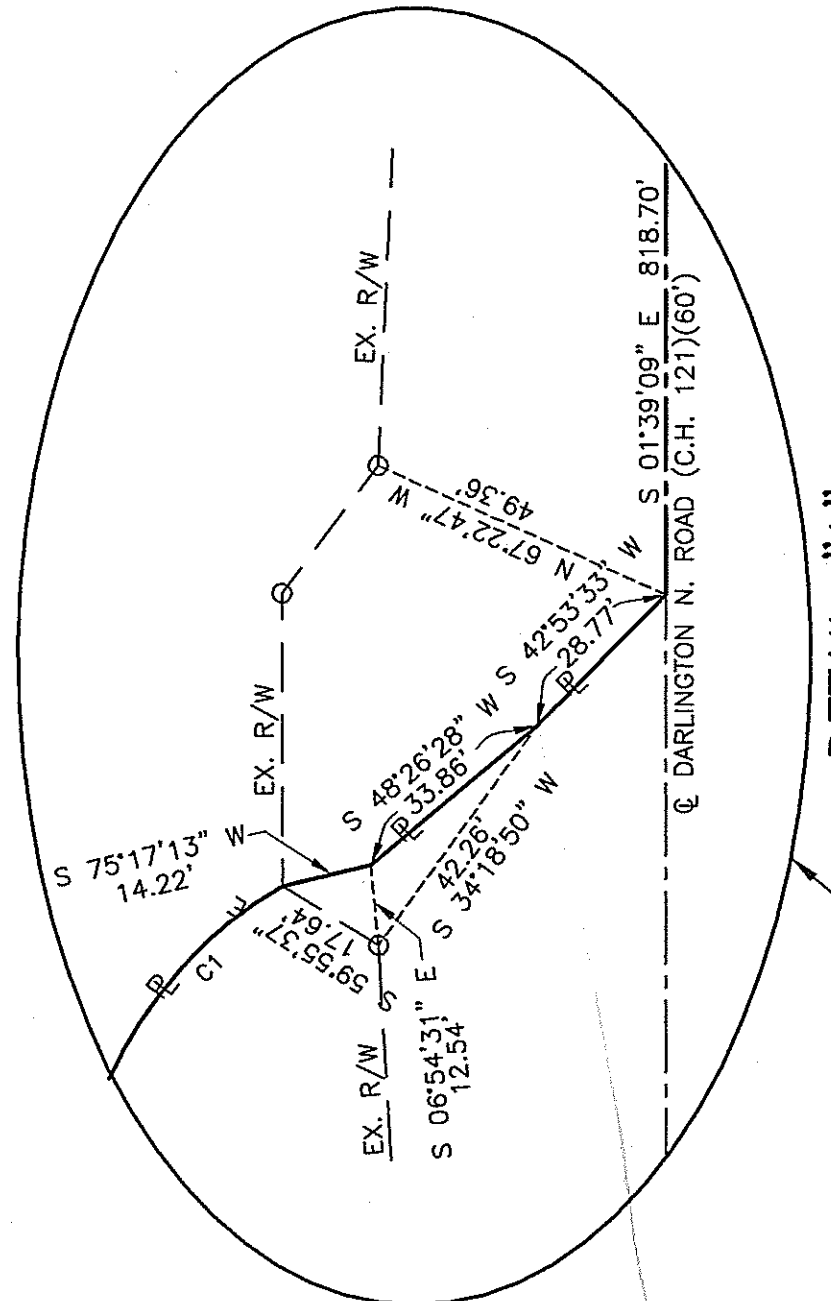 EX. R/W
EX. R/W
EX. R/W
S 75°17'13" W
14.22'
C1
S 59°55'37" E
17.64'
S 06°54'31" E
12.54'
S 48°26'28" W
33.86'
42.26'
S 34°18'50" W
S 42°53'33" W
28.77'
N 67°22'47" W
49.36'
S 01°39'09" E 818.70'
℄ DARLINGTON N. ROAD (C.H. 121)(60')
℄
℄
℄